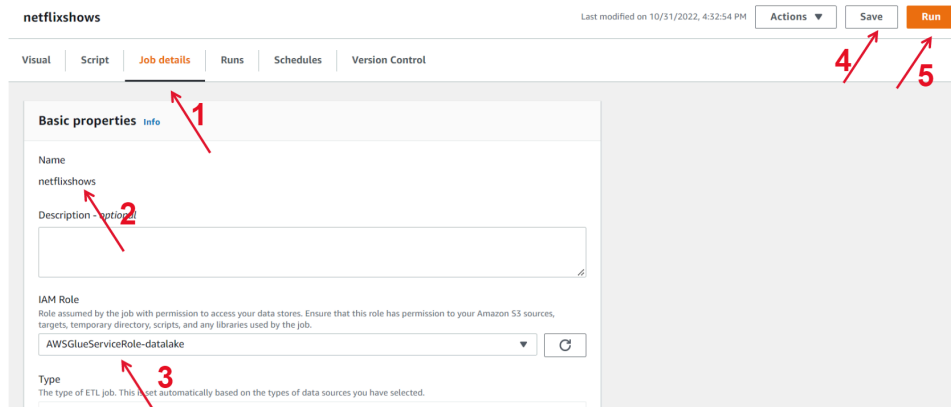 netflixshows
Last modified on 10/31/2022, 4:32:54 PM
Actions ▼
Save
Run
Visual
Script
Job details
Runs
Schedules
Version Control
4
5
1
Basic properties Info
Name
netflixshows
2
Description - optional
IAM Role
Role assumed by the job with permission to access your data stores. Ensure that this role has permission to your Amazon S3 sources,
targets, temporary directory, scripts, and any libraries used by the job.
AWSGlueServiceRole-datalake
3
Type
The type of ETL job. This is set automatically based on the types of data sources you have selected.